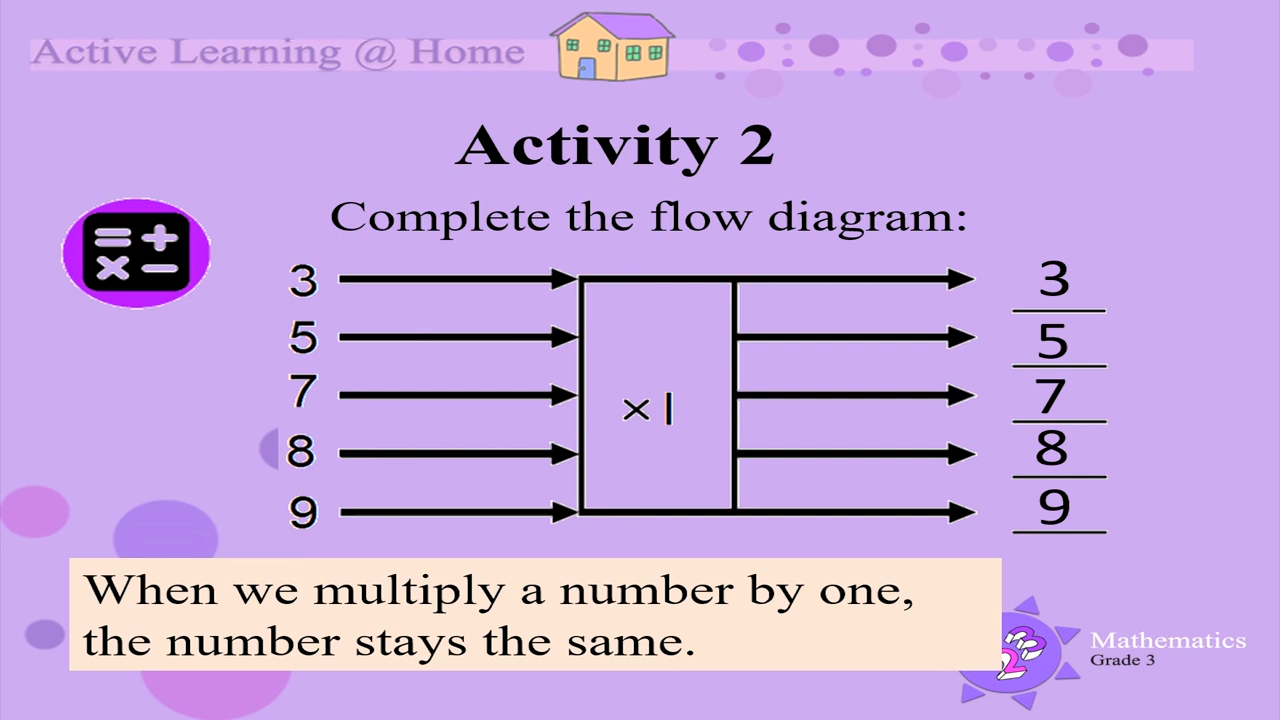 Active Learning @ Home
Activity 2
Complete the flow diagram:
3 3
5 5
7 × 1 7
8 8
9 9
When we multiply a number by one,
the number stays the same.
Mathematics
Grade 3